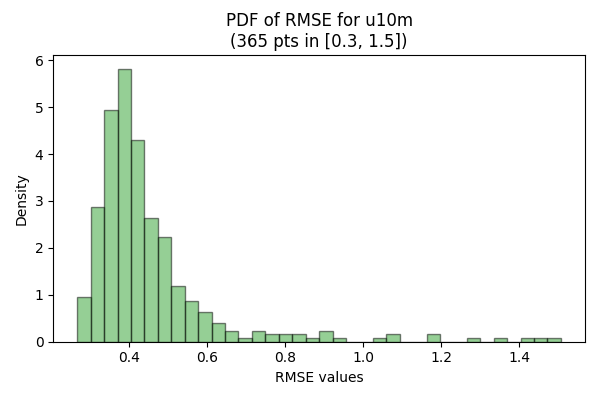 PDF of RMSE for u10m
(365 pts in [0.3, 1.5])
6
5
4
3
2
1
0
Density
0.4 0.6 0.8 1.0 1.2 1.4
RMSE values